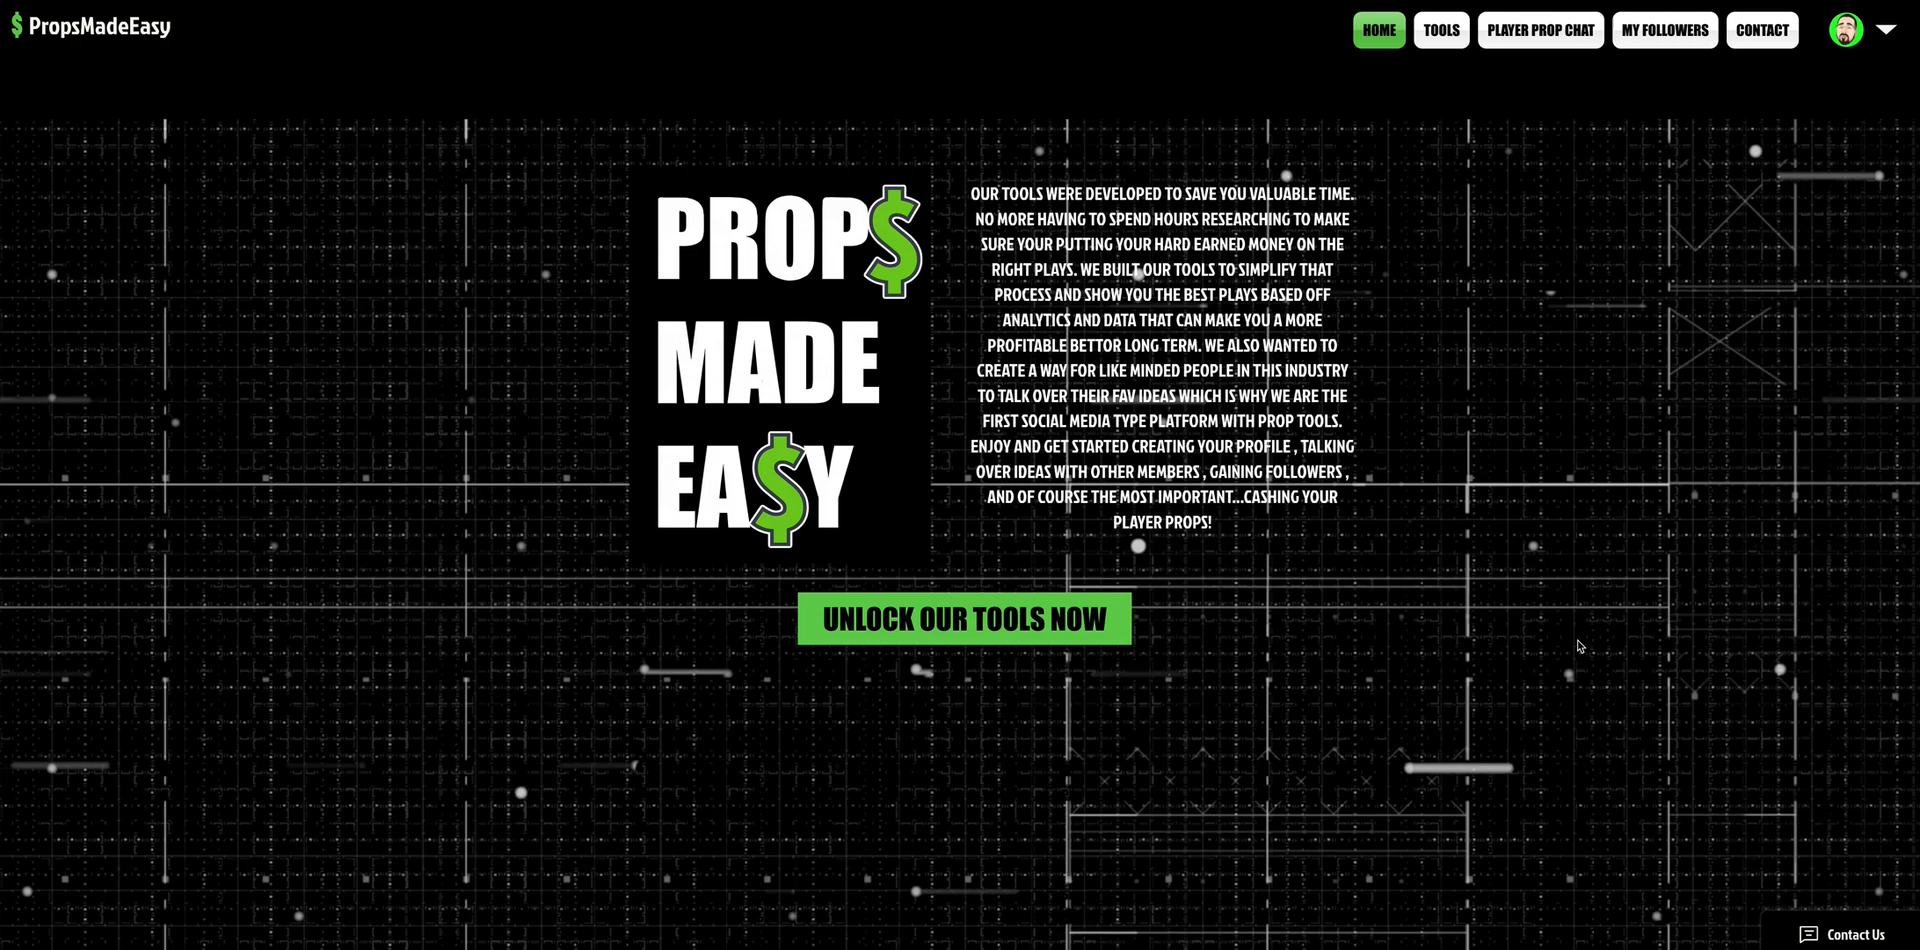 $ PropsMadeEasy
HOME
TOOLS
PLAYER PROP CHAT
MY FOLLOWERS
CONTACT
PROP$
MADE
EA$Y
OUR TOOLS WERE DEVELOPED TO SAVE YOU VALUABLE TIME.
NO MORE HAVING TO SPEND HOURS RESEARCHING TO MAKE
SURE YOUR PUTTING YOUR HARD EARNED MONEY ON THE
RIGHT PLAYS. WE BUILT OUR TOOLS TO SIMPLIFY THAT
PROCESS AND SHOW YOU THE BEST PLAYS BASED OFF
ANALYTICS AND DATA THAT CAN MAKE YOU A MORE
PROFITABLE BETTOR LONG TERM. WE ALSO WANTED TO
CREATE A WAY FOR LIKE MINDED PEOPLE IN THIS INDUSTRY
TO TALK OVER THEIR FAV IDEAS WHICH IS WHY WE ARE THE
FIRST SOCIAL MEDIA TYPE PLATFORM WITH PROP TOOLS.
ENJOY AND GET STARTED CREATING YOUR PROFILE , TALKING
OVER IDEAS WITH OTHER MEMBERS , GAINING FOLLOWERS ,
AND OF COURSE THE MOST IMPORTANT...CASHING YOUR
PLAYER PROPS!
UNLOCK OUR TOOLS NOW
Contact Us